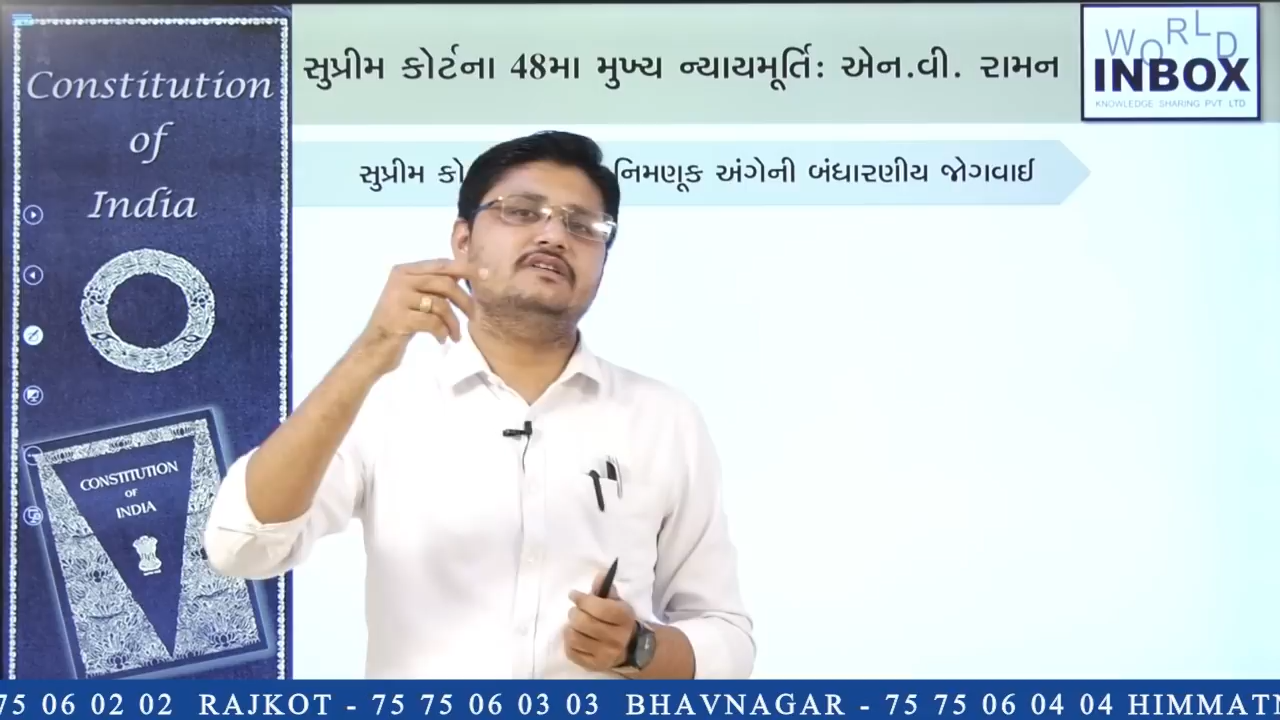 Constitution
of
India
CONSTITUTION
OF
INDIA
સુપ્રીમ કોર્ટના 48મા મુખ્ય ન્યાયમૂર્તિઃ એન.વી. રામન
WORLD
INBOX
KNOWLEDGE SHARING PVT. LTD.
સુપ્રીમ નિમણૂક અંગેની બંધારણીય જોગવાઈ
75 06 02 02 RAJKOT - 75 75 06 03 03 BHAVNAGAR - 75 75 06 04 04